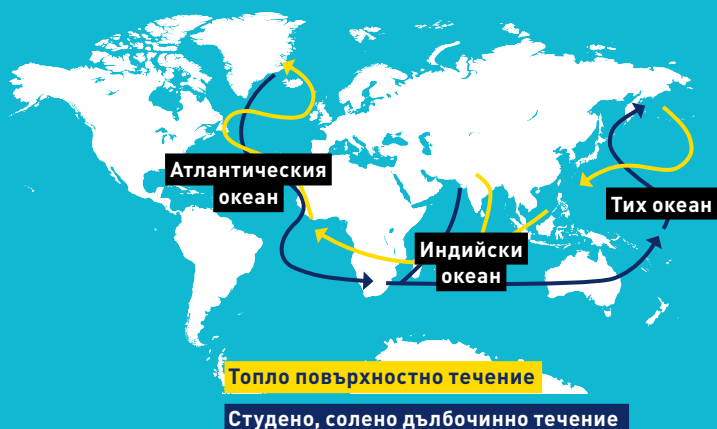 Атлантическия
океан
Тих океан
Индийски
океан
Топло повърхностно течение
Студено, солено дълбочинно течение